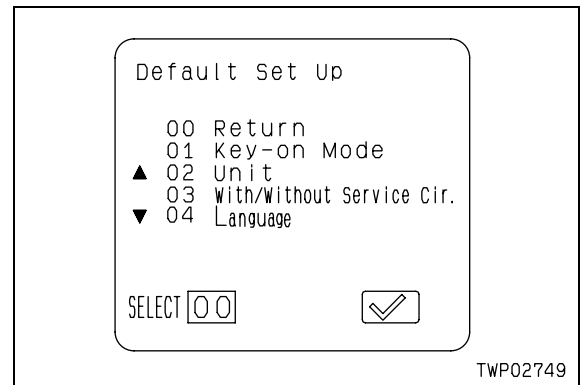 Default Set Up
00 Return
01 Key-on Mode
▲ 02 Unit
03 With/Without Service Cir.
▼ 04 Language
SELECT 00
TWP02749